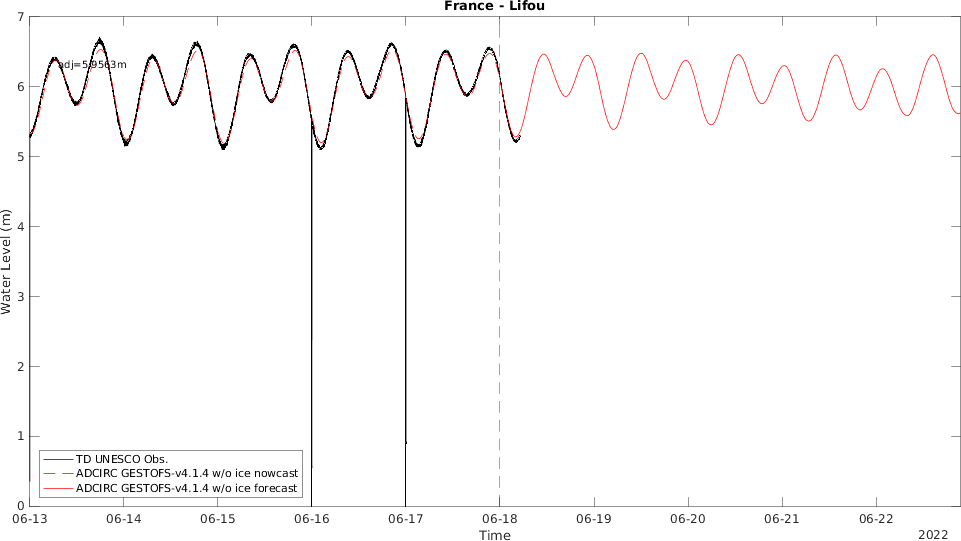 France - Lifou
7
6
5
4
3
2
1
0
Water Level (m)
adj=5.9563m
TD UNESCO Obs.
ADCIRC GESTOFS-v4.1.4 w/o ice nowcast
ADCIRC GESTOFS-v4.1.4 w/o ice forecast
06-13 06-14 06-15 06-16 06-17 06-18 06-19 06-20 06-21 06-22
Time
2022